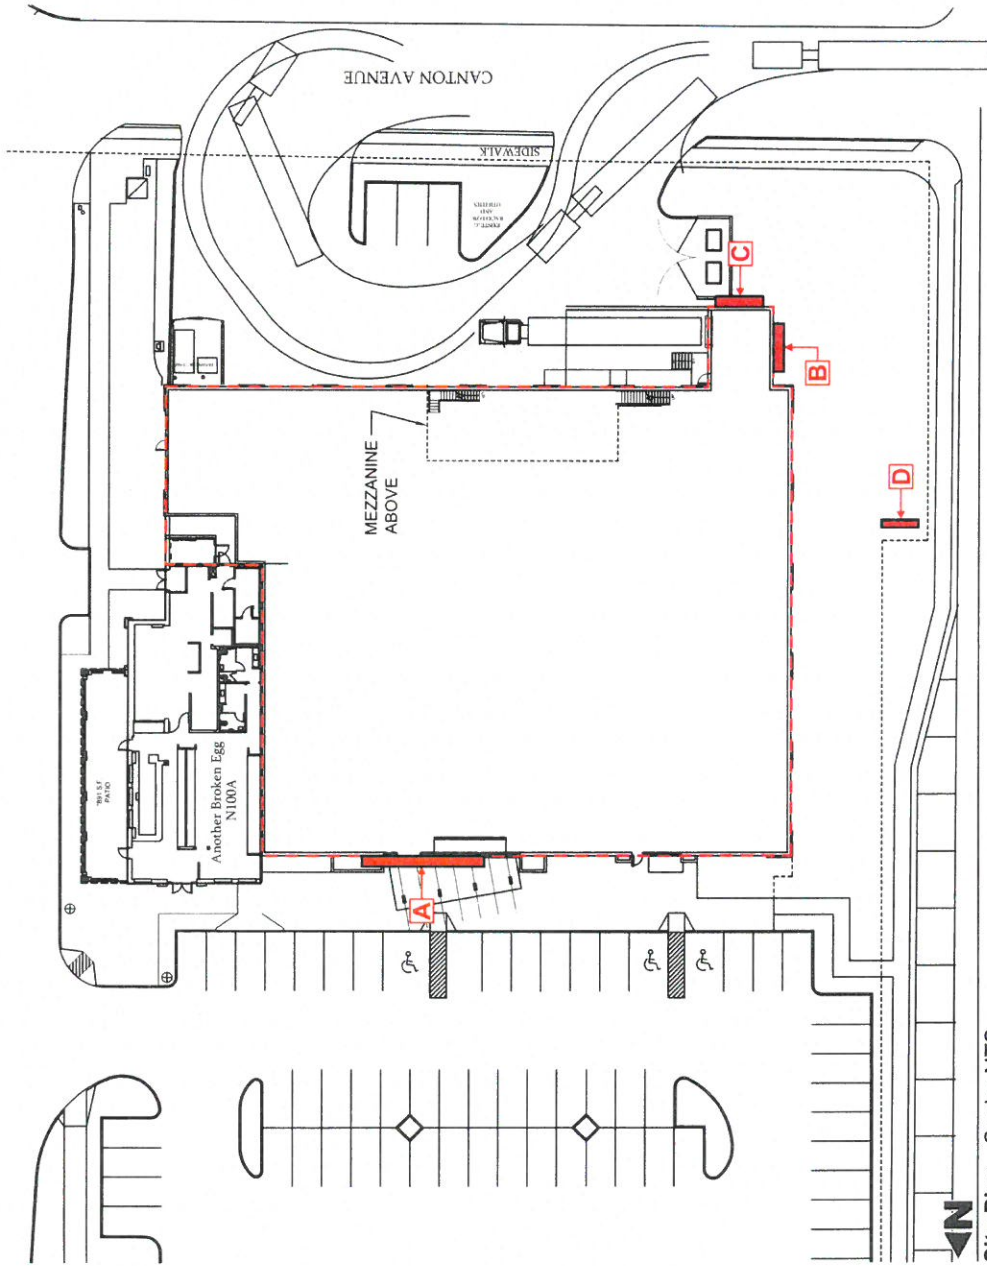 CANTON AVENUE
SIDEWALK
C
B
MEZZANINE
ABOVE
D
PATIO
Another Broken Egg
N100A
A
N